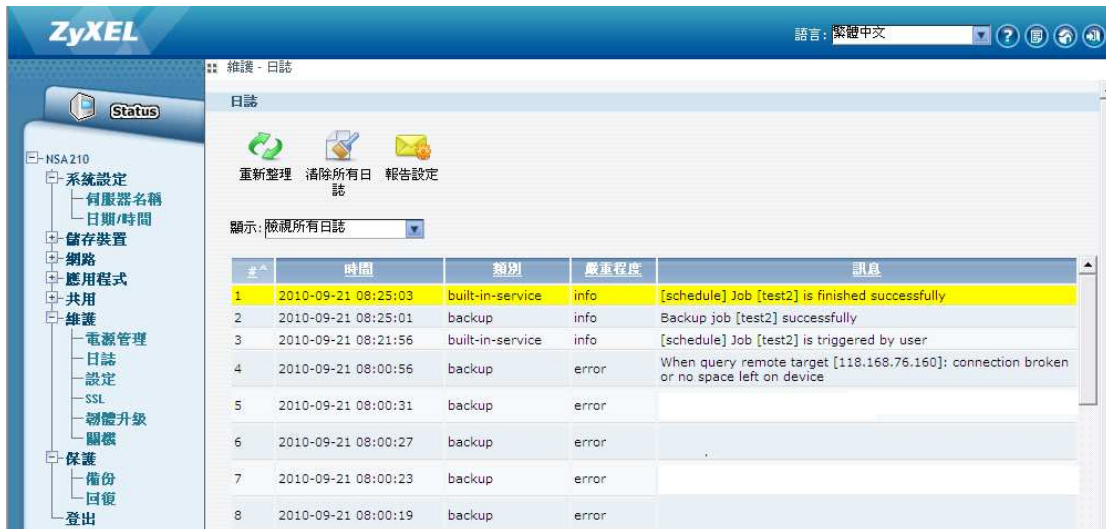 ZyXEL
語言: 繁體中文
維護 - 日誌
Status
日誌
重新整理
清除所有日誌
報告設定
顯示: 檢視所有日誌
NSA210
系統設定
伺服器名稱
日期/時間
儲存裝置
網路
應用程式
共用
維護
電源管理
日誌
設定
SSL
韌體升級
關機
保護
備份
回復
登出
#^ 時間 類別 嚴重程度 訊息
1 2010-09-21 08:25:03 built-in-service info [schedule] Job [test2] is finished successfully
2 2010-09-21 08:25:01 backup info Backup job [test2] successfully
3 2010-09-21 08:21:56 built-in-service info [schedule] Job [test2] is triggered by user
4 2010-09-21 08:00:56 backup error When query remote target [118.168.76.160]: connection broken
or no space left on device
5 2010-09-21 08:00:31 backup error
6 2010-09-21 08:00:27 backup error
7 2010-09-21 08:00:23 backup error
8 2010-09-21 08:00:19 backup error